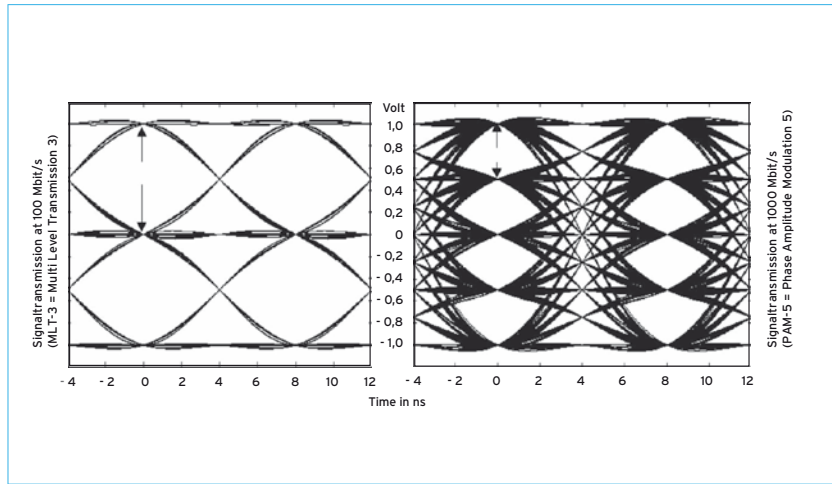 Signaltransmission at 100 Mbit/s
(MLT-3 = Multi Level Transmission 3)
Volt
1,0
0,8
0,6
0,4
0,2
0
- 0,2
- 0,4
- 0,6
- 0,8
- 1,0
- 4 - 2 0 2 4 6 8 10 12
- 4 - 2 0 2 4 6 8 10 12
Time in ns
Signaltransmission at 1000 Mbit/s
(PAM-5 = Phase Amplitude Modulation 5)